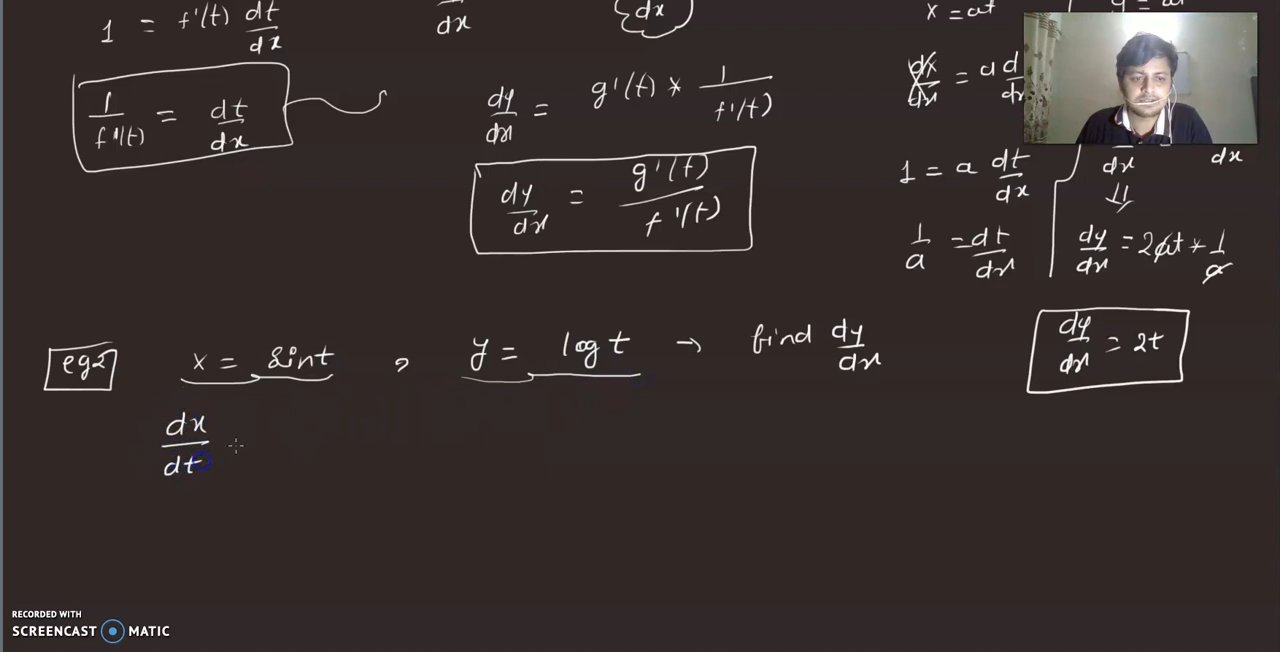 1 = f'(t) dt/dx
1/f'(t) = dt/dx
dx
{dx}
dy/dx = g'(t) * 1/f'(t)
dy/dx = g'(t)/f'(t)
x = at
dx/dx = a d
1 = a dt/dx
1/a = dt/dx
dx dx
⇓
dy/dx = 2at * 1/a
dy/dx = 2t
eg2 x = sint , y = logt → find dy/dx
dx/dt
RECORDED WITH
SCREENCAST MATIC